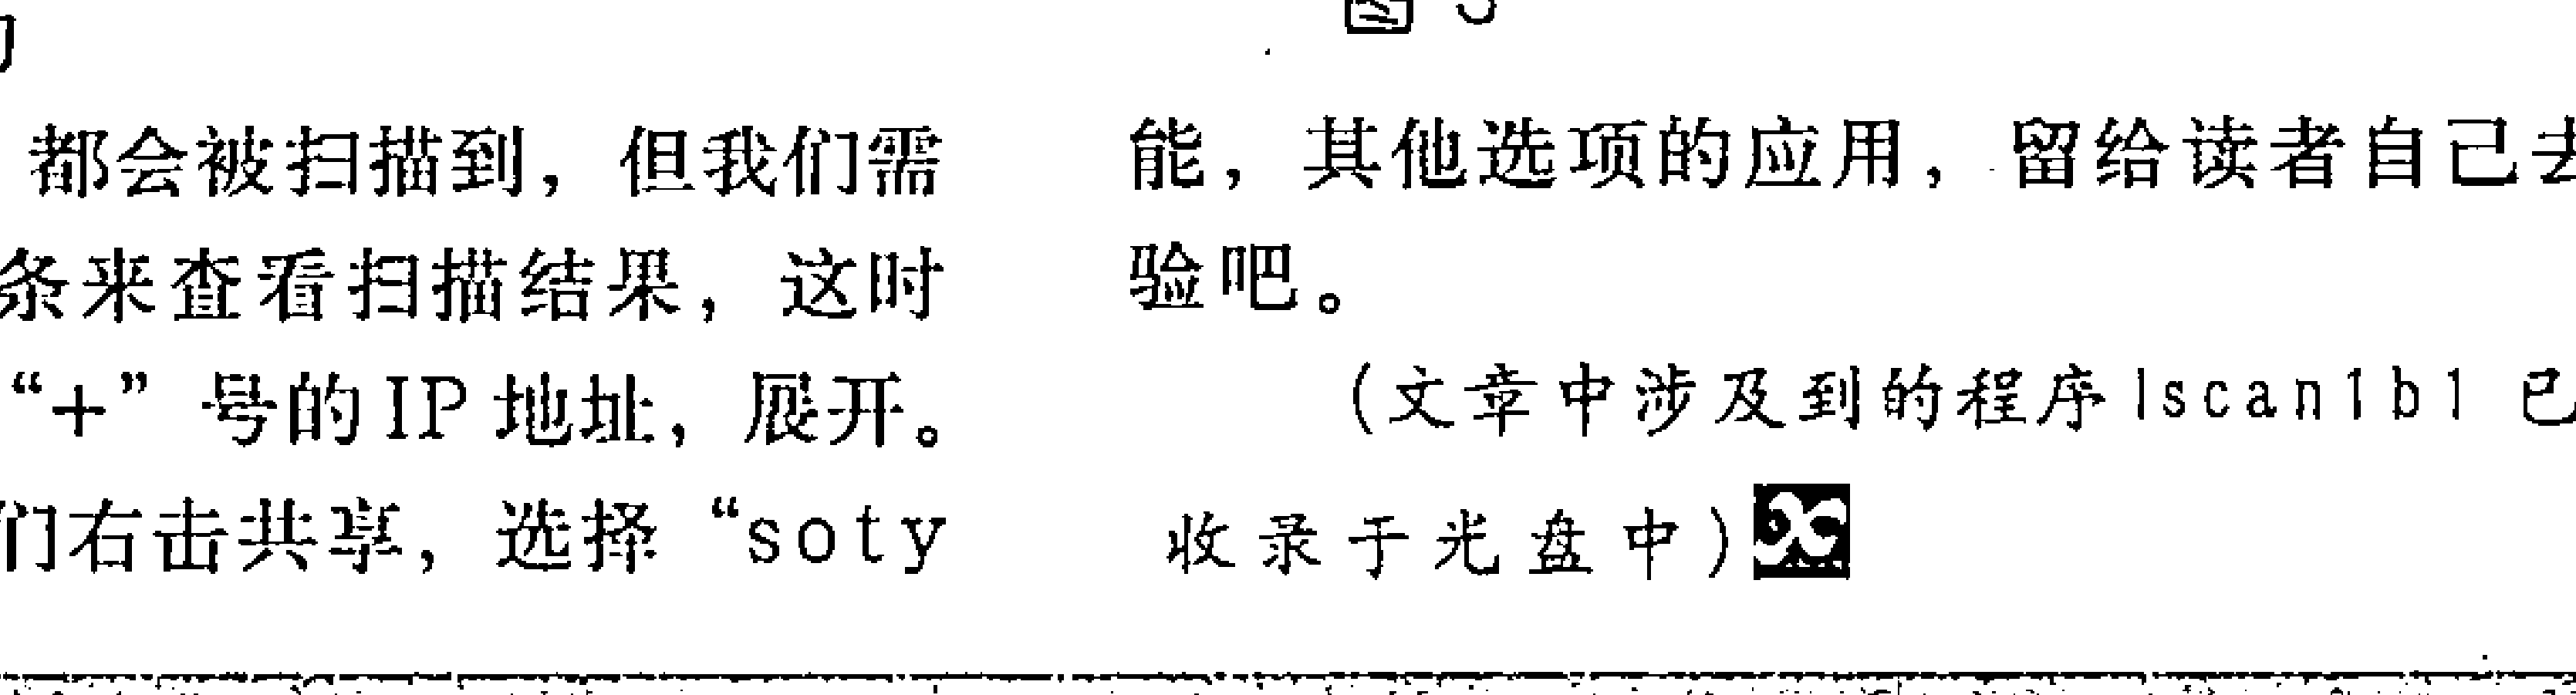 都会被扫描到，但我们需
条来查看扫描结果，这时
“+”号的IP地址，展开。
们右击共享，选择“soty
图
能，其他选项的应用，留给读者自己去
验吧。
（文章中涉及到的程序lscan1b1已
收录于光盘中）